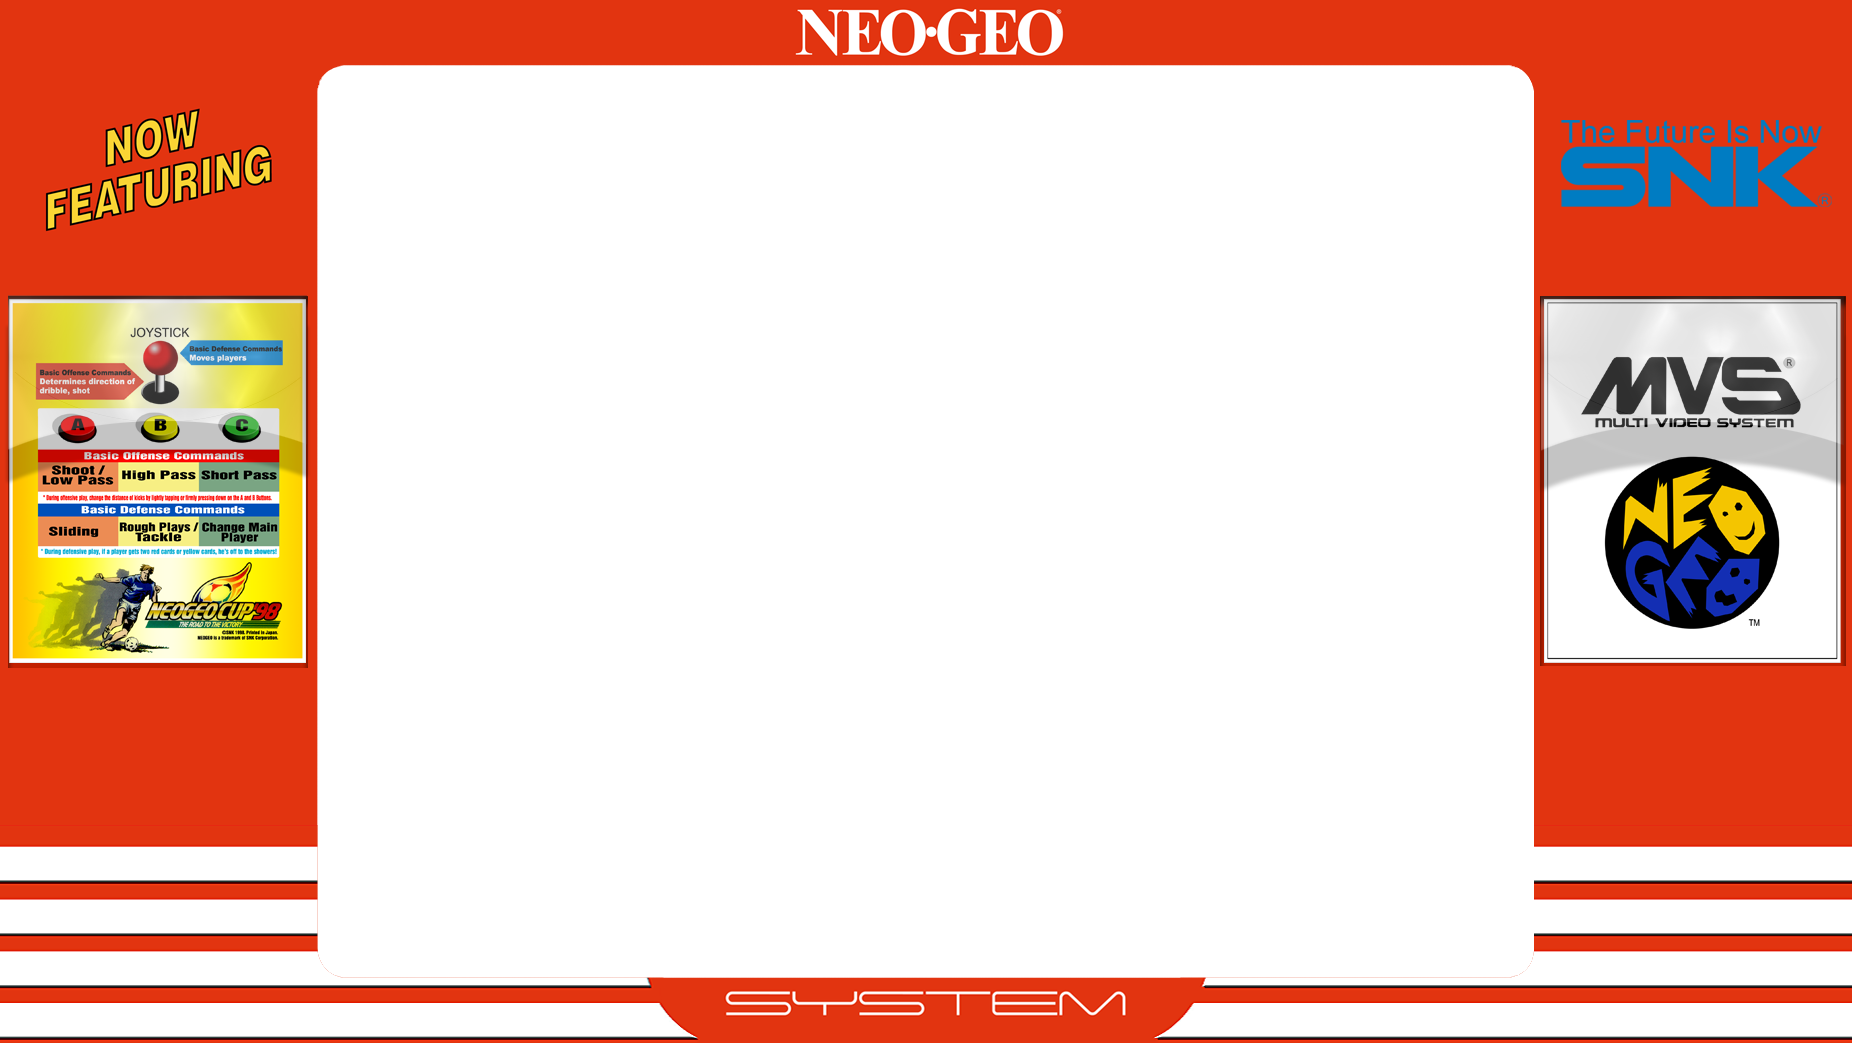 NEO•GEO®
NOW
FEATURING
The Future Is Now
SNK®
JOYSTICK
Basic Defense Commands
Moves players
Basic Offense Commands
Determines direction of
dribble, shot
A B C
Basic Offense Commands
Shoot /
Low Pass
High Pass
Short Pass
* During offensive play, change the distance of kicks by lightly tapping or firmly pressing down on the A and B Buttons.
Basic Defense Commands
Sliding
Rough Plays /
Tackle
Change Main
Player
* During defensive play, if a player gets two red cards or yellow cards, he's off to the showers!
NEOGEO CUP'98
THE ROAD TO THE VICTORY
©SNK 1998, Printed in Japan.
NEOGEO is a trademark of SNK Corporation.
MVS®
MULTI VIDEO SYSTEM
NEO
GEO
TM
SYSTEM